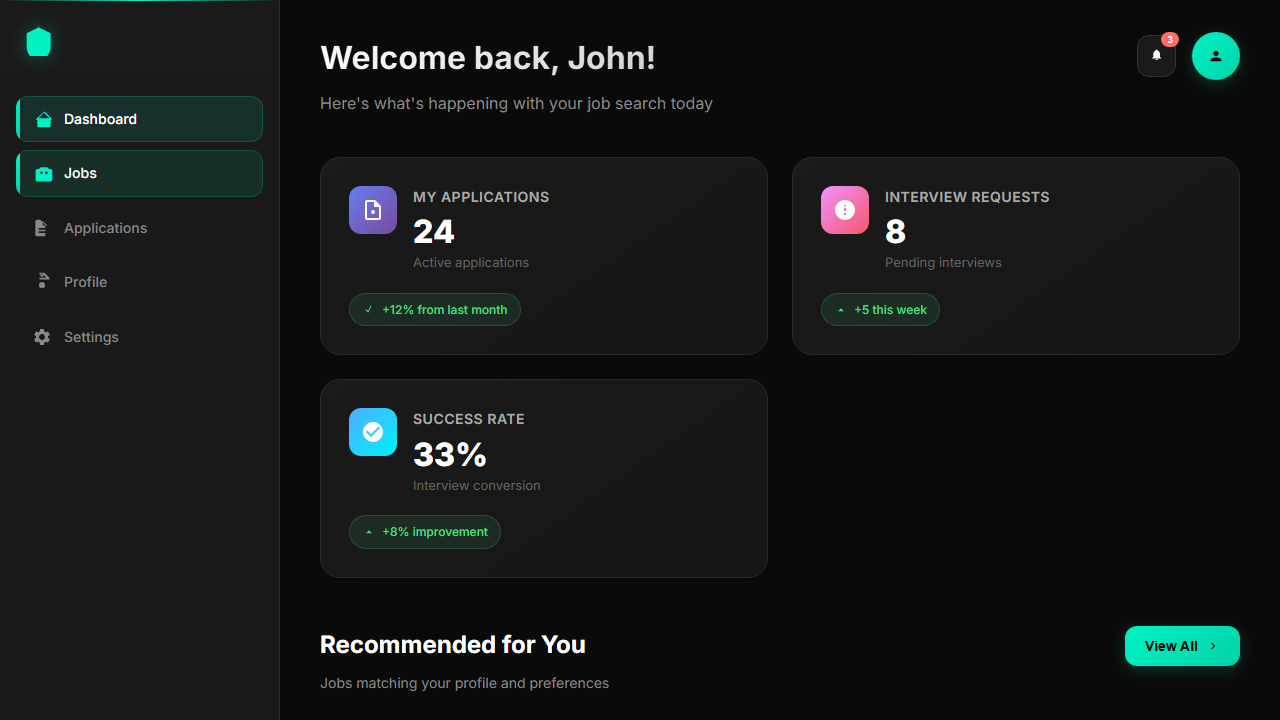 Dashboard
Jobs
Applications
Profile
Settings
Welcome back, John!
Here's what's happening with your job search today
3
MY APPLICATIONS
24
Active applications
+12% from last month
INTERVIEW REQUESTS
8
Pending interviews
+5 this week
SUCCESS RATE
33%
Interview conversion
+8% improvement
Recommended for You
Jobs matching your profile and preferences
View All